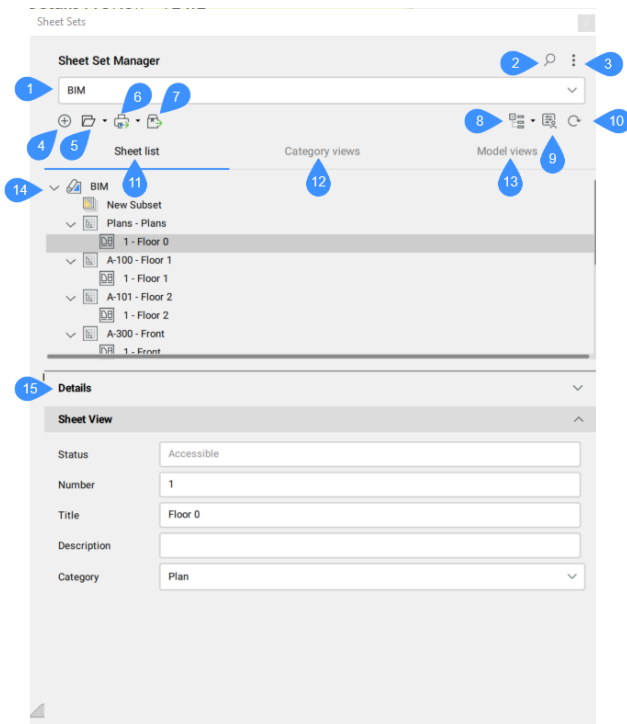 Sheet Sets
Sheet Set Manager
2
3
1
BIM
6
7
4
5
8
9
10
Sheet list
Category views
Model views
11
12
13
14
BIM
New Subset
Plans - Plans
1 - Floor 0
A-100 - Floor 1
1 - Floor 1
A-101 - Floor 2
1 - Floor 2
A-300 - Front
1 - Front
15
Details
Sheet View
Status
Accessible
Number
1
Title
Floor 0
Description
Category
Plan